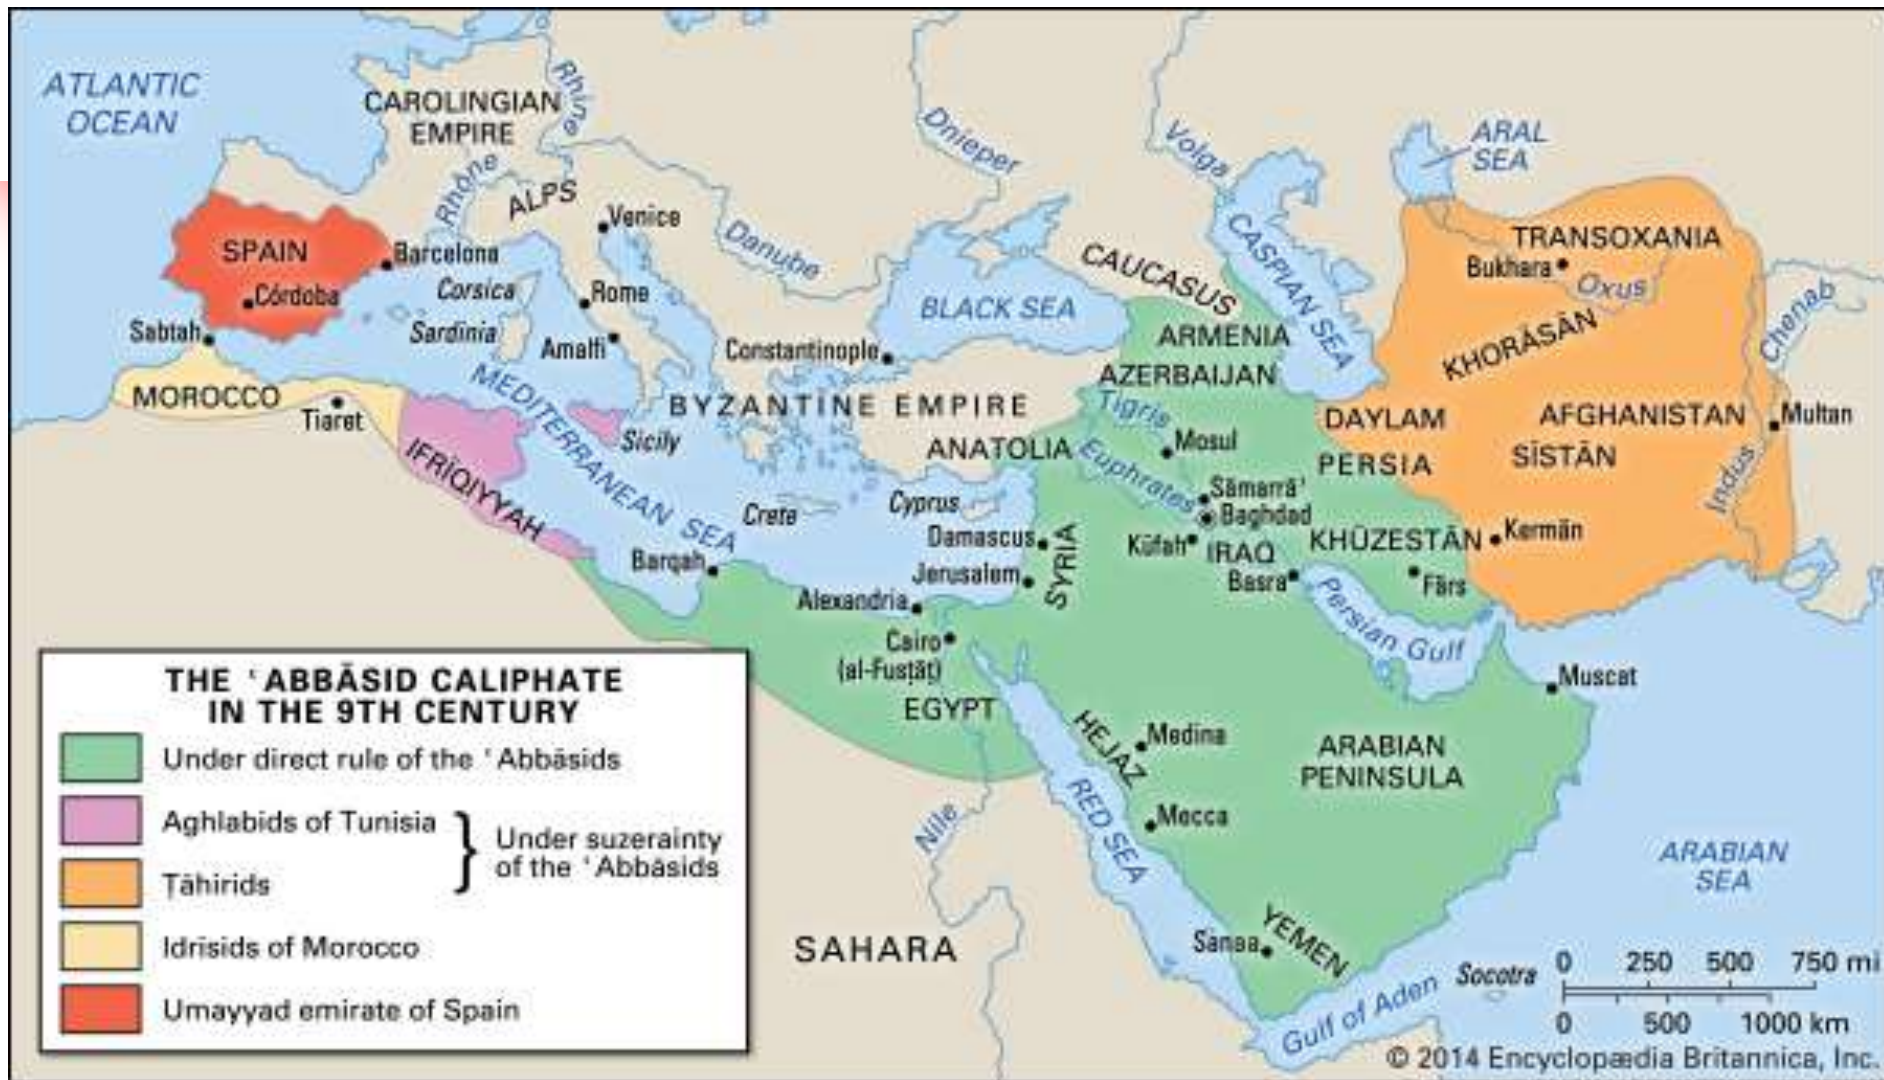 ATLANTIC
OCEAN
CAROLINGIAN
EMPIRE
Rhine
Rhône
ALPS
Venice
Danube
Dnieper
Volga
ARAL
SEA
CASPIAN SEA
CAUCASUS
TRANSOXANIA
Bukhara
Oxus
Chenab
SPAIN
Barcelona
Córdoba
Corsica
Rome
Sardinia
Amalfi
Sabtah
BLACK SEA
Constantinople
ARMENIA
AZERBAIJAN
KHORĀSĀN
MOROCCO
Tiaret
MEDITERRANEAN SEA
BYZANTINE EMPIRE
ANATOLIA
Tigris
Mosul
Euphrates
DAYLAM
PERSIA
AFGHANISTAN
SĪSTĀN
Multan
Indus
IFRĪQIYYAH
Sicily
Crete
Cyprus
Sāmarrāʾ
Baghdad
Damascus
SYRIA
Kūfah
IRAQ
KHŪZESTĀN
Kermān
Barqah
Jerusalem
Basra
Fārs
Alexandria
Cairo
(al-Fusṭāṭ)
Persian Gulf
Muscat
EGYPT
HEJAZ
Medina
ARABIAN
PENINSULA
RED SEA
Mecca
Nile
ARABIAN
SEA
SAHARA
YEMEN
Sanaa
Socotra
Gulf of Aden
THE ʿABBĀSID CALIPHATE
IN THE 9TH CENTURY
Under direct rule of the ʿAbbāsids
Aghlabids of Tunisia
Ṭāhirids
} Under suzerainty
of the ʿAbbāsids
Idrīsids of Morocco
Umayyad emirate of Spain
0 250 500 750 mi
0 500 1000 km
© 2014 Encyclopædia Britannica, Inc.